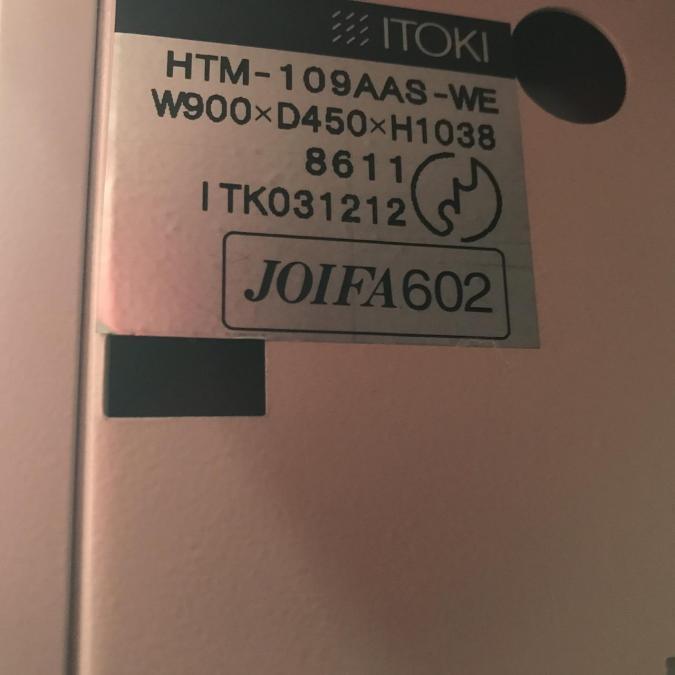 ITOKI
HTM-109AAS-WE
W900×D450×H1038
8611
ITK031212
JOIFA602